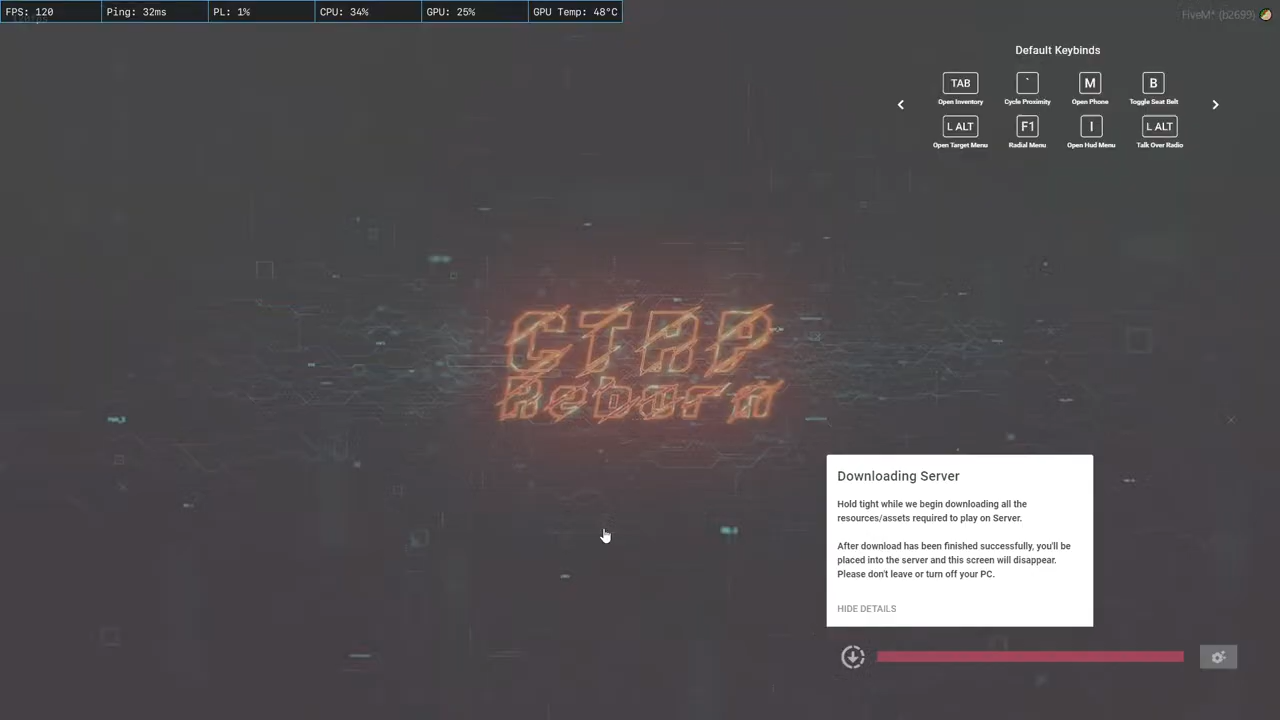 FPS: 120
Ping: 32ms
PL: 1%
CPU: 34%
GPU: 25%
GPU Temp: 48°C
FiveM* (b2699)
Default Keybinds
TAB
`
M
B
Open Inventory
Cycle Proximity
Open Phone
Toggle Seat Belt
L ALT
F1
I
L ALT
Open Target Menu
Radial Menu
Open Hud Menu
Talk Over Radio
CTRP
Reborn
Downloading Server
Hold tight while we begin downloading all the
resources/assets required to play on Server.
After download has been finished successfully, you'll be
placed into the server and this screen will disappear.
Please don't leave or turn off your PC.
HIDE DETAILS